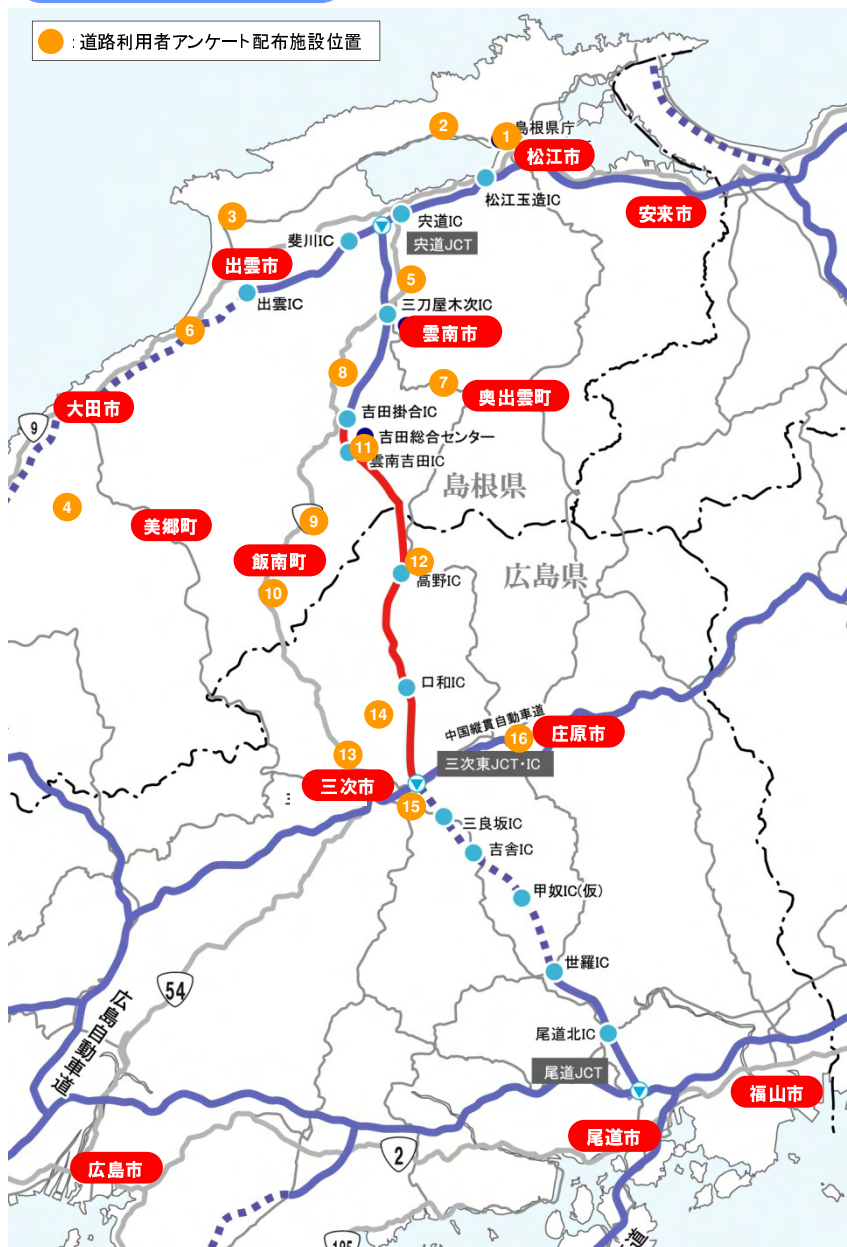 ：道路利用者アンケート配布施設位置
2
1
島根県庁
松江市
松江玉造IC
安来市
3
宍道IC
斐川IC
宍道JCT
出雲市
5
出雲IC
三刀屋木次IC
6
雲南市
8
7
奥出雲町
大田市
吉田掛合IC
9
吉田総合センター
11
雲南吉田IC
島根県
4
美郷町
9
飯南町
12
高野IC
広島県
10
口和IC
14
中国縦貫自動車道
16
庄原市
13
三次東JCT・IC
三次市
15
三良坂IC
吉舎IC
甲奴IC(仮)
世羅IC
54
広島自動車道
尾道北IC
尾道JCT
福山市
尾道市
2
広島市
185
道